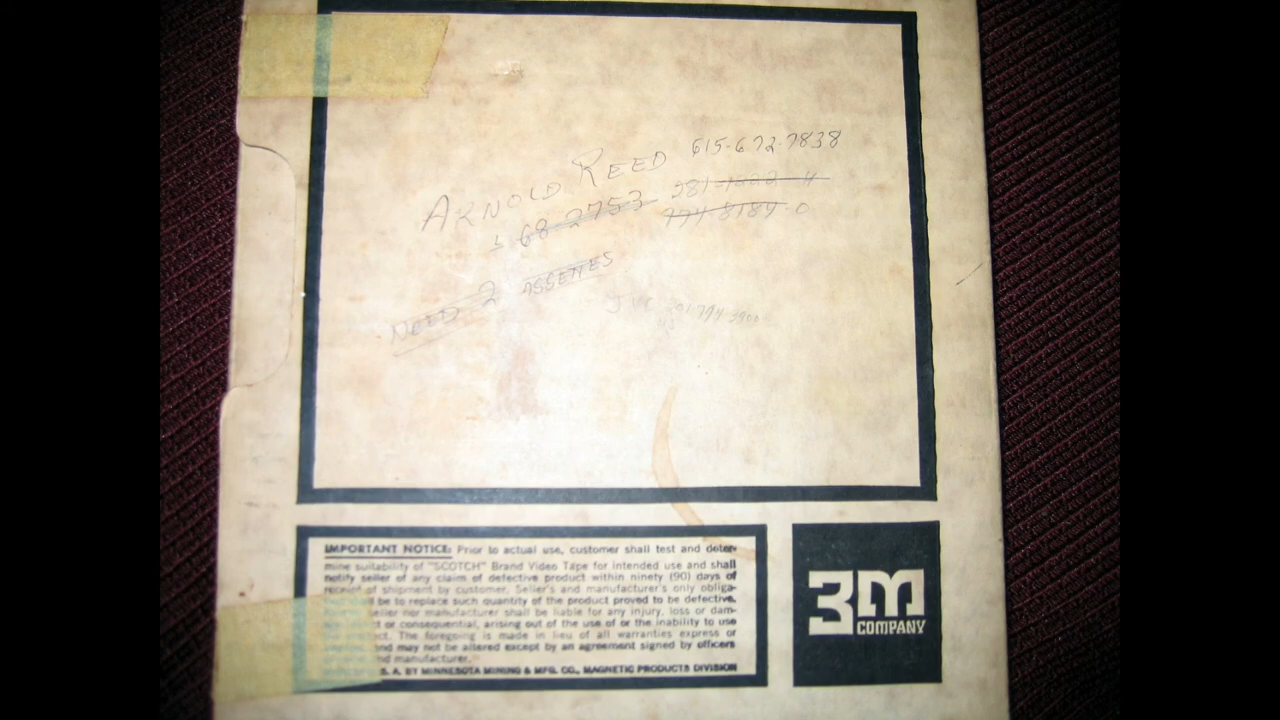 ARNOLD REED 615-672-7838
68-2753 381-1222-H
774-8184-O
NEED 2 CASSETTES
JVC 794-3900
IMPORTANT NOTICE: Prior to actual use, customer shall test and deter-
mine suitability of "SCOTCH" Brand Video Tape for intended use and shall
notify seller of any claim of defective product within ninety (90) days of
receipt of shipment by customer. Seller's and manufacturer's only obliga-
shall be to replace such quantity of the product proved to be defective.
seller nor manufacturer shall be liable for any injury, loss or dam-
or consequential, arising out of the use of or the inability to use
The foregoing is made in lieu of all warranties express or
and may not be altered except by an agreement signed by officers
and manufacturer.
S. A. BY MINNESOTA MINING & MFG. CO., MAGNETIC PRODUCTS DIVISION
3M
COMPANY